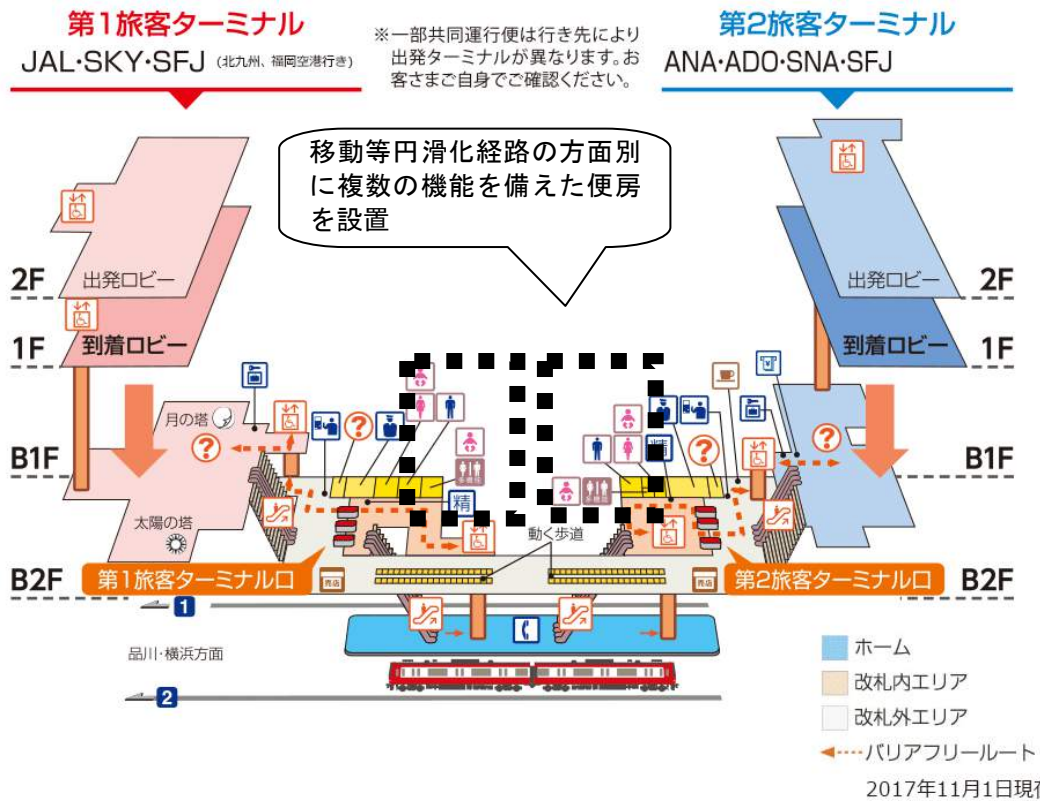 第1旅客ターミナル
JAL・SKY・SFJ (北九州、福岡空港行き)
※一部共同運行便は行き先により
出発ターミナルが異なります。お
客さまご自身でご確認ください。
第2旅客ターミナル
ANA・ADO・SNA・SFJ
移動等円滑化経路の方面別
に複数の機能を備えた便房
を設置
2F
出発ロビー
出発ロビー
2F
1F
到着ロビー
到着ロビー
1F
月の塔
?
?
?
?
B1F
B1F
精
精
太陽の塔
動く歩道
B2F
第1旅客ターミナル口
売店
売店
第2旅客ターミナル口
B2F
1
品川・横浜方面
2
ホーム
改札内エリア
改札外エリア
バリアフリールート
2017年11月1日現在